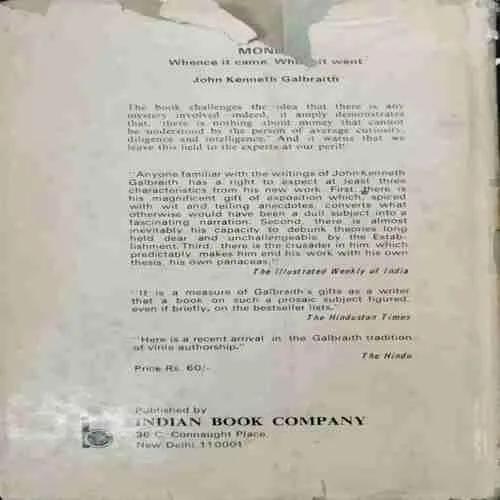 MONE
Whence it came, Whe it went
John Kenneth Galbraith
The book challenges the idea that there is any
mystery involved indeed, it amply demonstrates
that, "there is nothing about money that cannot
be understood by the person of average curiosity,
diligence and intelligence." And it warns that we
leave this field to the experts at our peril!
"Anyone familiar with the writings of John Kenneth
Galbraith has a right to expect at least three
characteristics from his new work. First, there is
his magnificent gift of exposition which, spiced
with wit and telling anecdotes, converts what
otherwise would have been a dull subject into a
fascinating narration. Second, there is almost
inevitably his capacity to debunk theories long
held dear and unchallengeable by the Estab-
lishment. Third, there is the crusader in him which
predictably makes him end his work with his own
thesis, his own panaceas."
The Illustrated Weekly of India
"It is a measure of Galbraith's gifts as a writer
that a book on such a prosaic subject figured,
even if briefly, on the bestseller lists."
The Hindustan Times
"Here is a recent arrival in the Galbraith tradition
of virile authorship."
The Hindu
Price Rs. 60/-
Published by
INDIAN BOOK COMPANY
36 C, Connaught Place,
New Delhi 110001